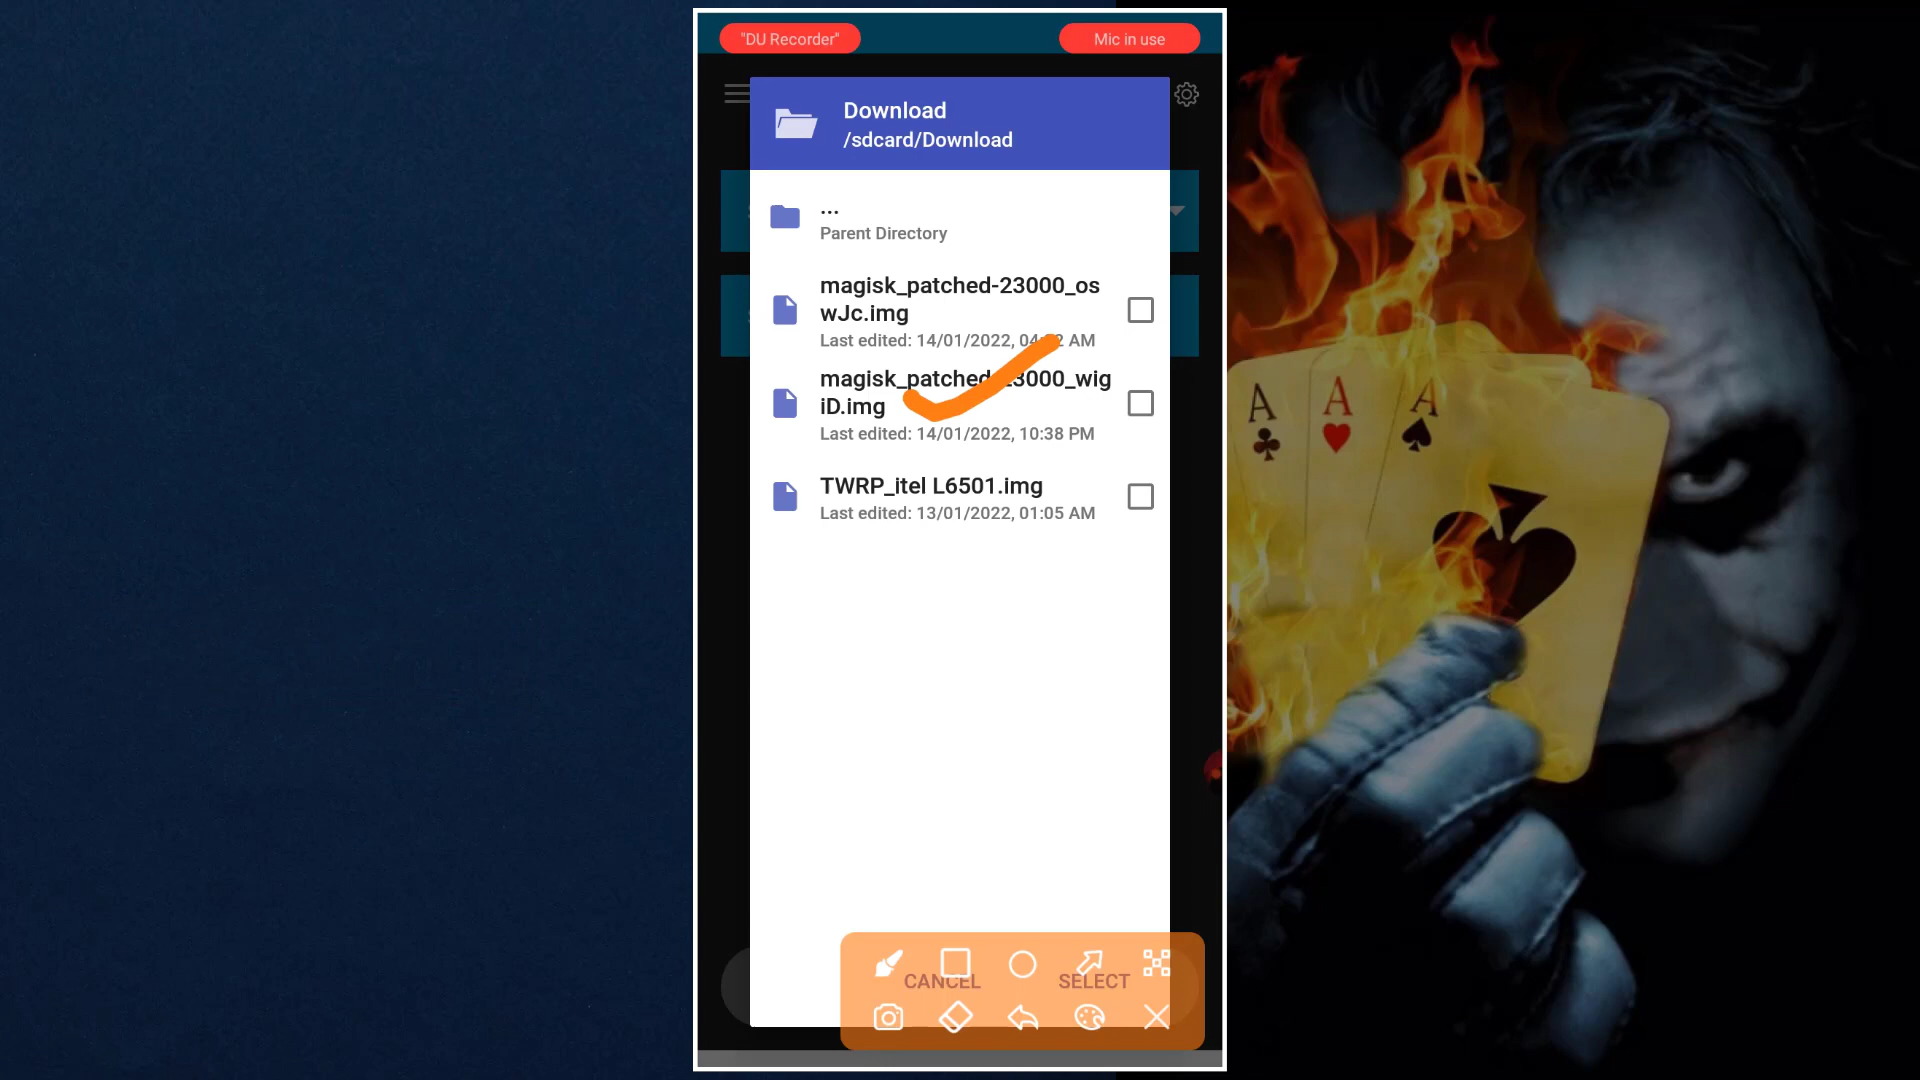 "DU Recorder"
Mic in use
Download
/sdcard/Download
...
Parent Directory
magisk_patched-23000_os
wJc.img
Last edited: 14/01/2022, AM
magisk_patched-23000_wig
iD.img
Last edited: 14/01/2022, 10:38 PM
TWRP_itel L6501.img
Last edited: 13/01/2022, 01:05 AM
CANCEL
SELECT
A
A
A